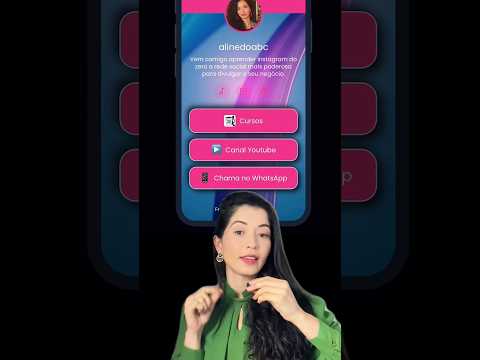 alinedoabc
Vem comigo aprender Instagram do
zero a rede social mais poderosa
para divulgar o seu negócio.
Cursos
Canal Youtube
Chama no WhatsApp